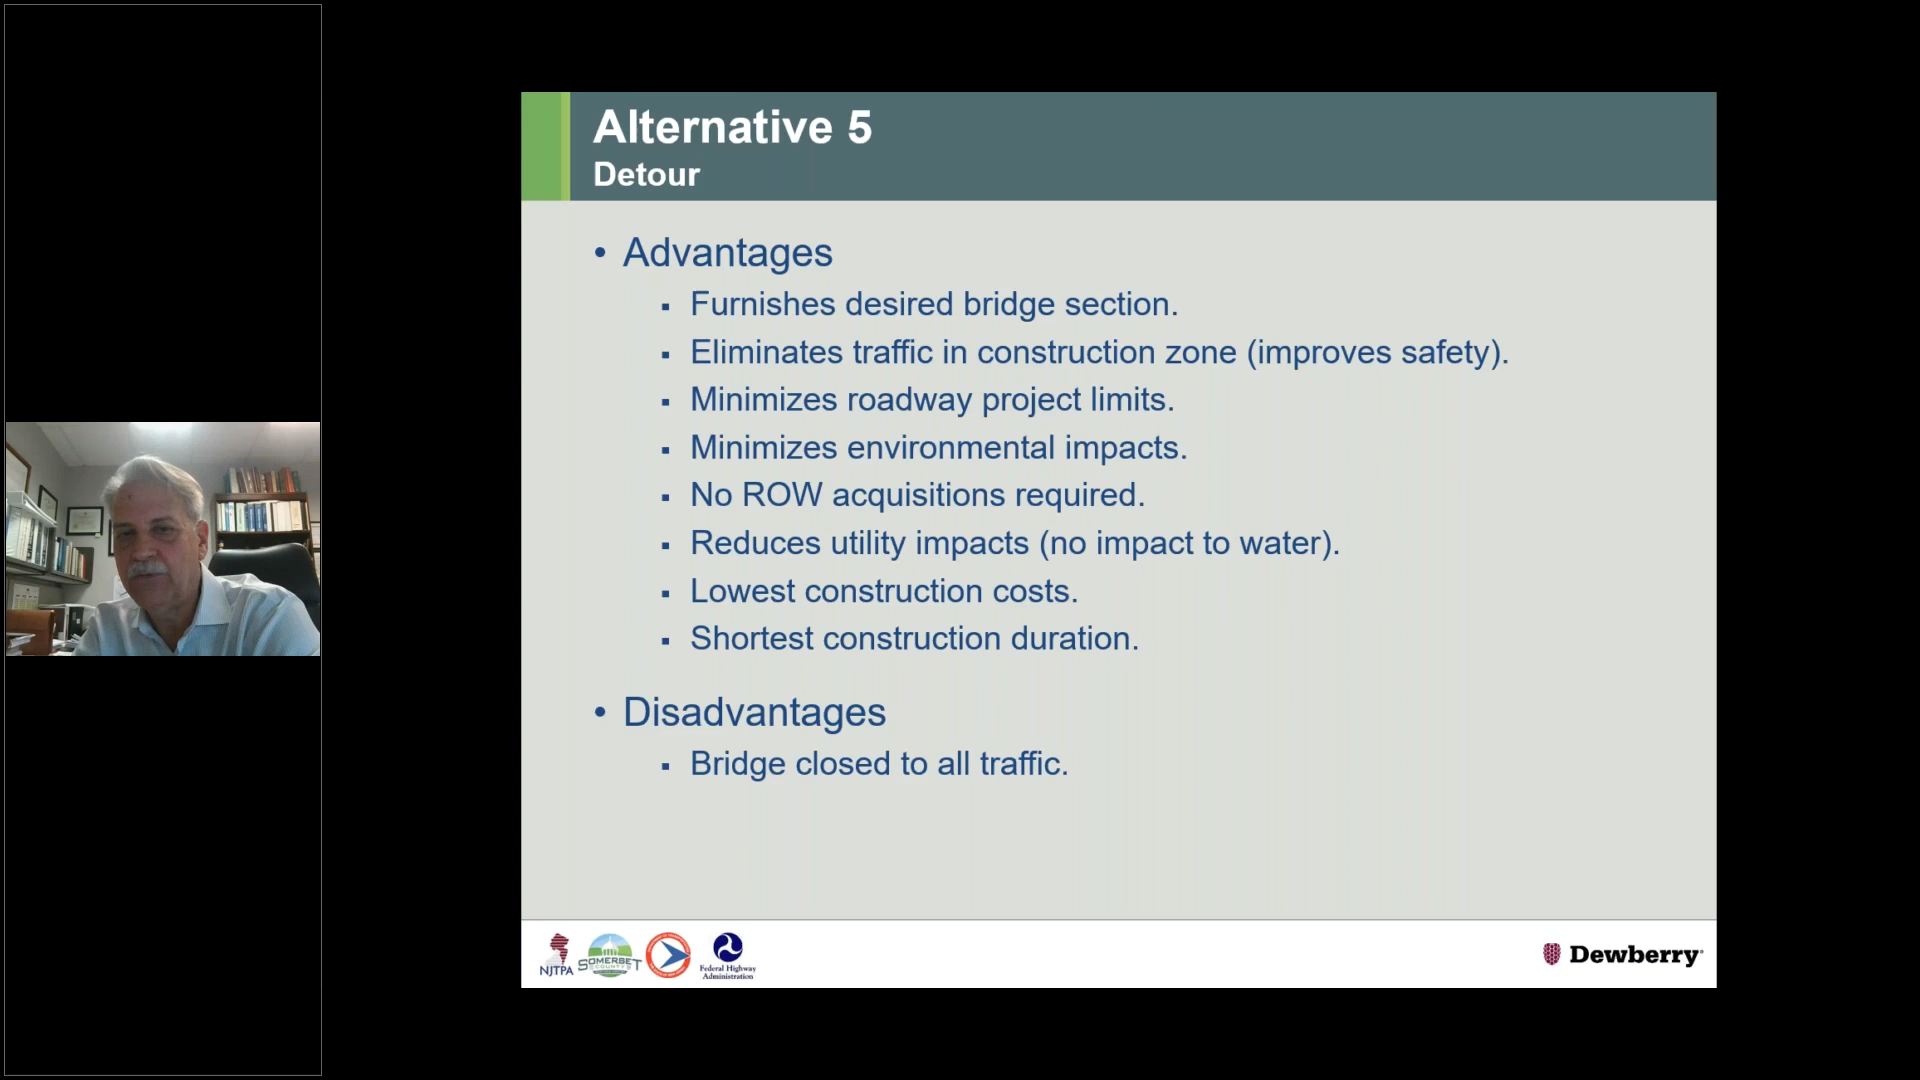 Alternative 5
Detour
• Advantages
▪ Furnishes desired bridge section.
▪ Eliminates traffic in construction zone (improves safety).
▪ Minimizes roadway project limits.
▪ Minimizes environmental impacts.
▪ No ROW acquisitions required.
▪ Reduces utility impacts (no impact to water).
▪ Lowest construction costs.
▪ Shortest construction duration.
• Disadvantages
▪ Bridge closed to all traffic.
NJTPA
SOMERSET
COUNTY
Federal Highway
Administration
Dewberry